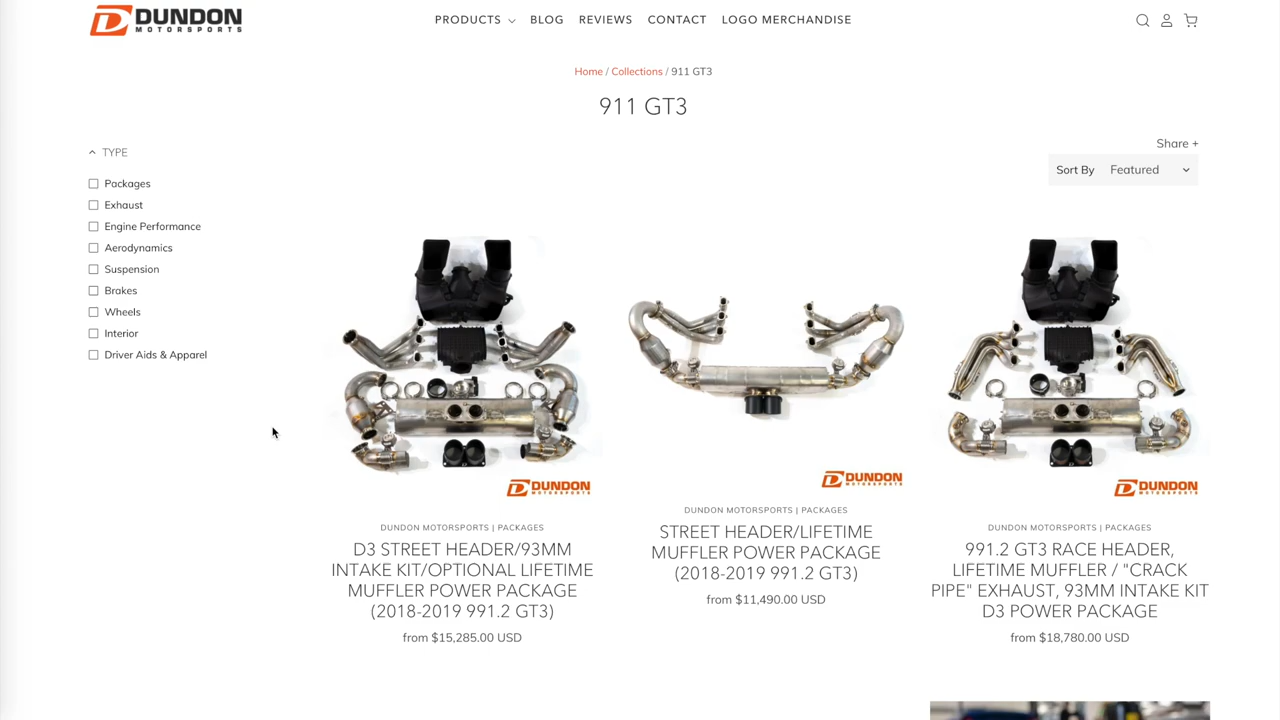 DUNDON
MOTORSPORTS
PRODUCTS BLOG REVIEWS CONTACT LOGO MERCHANDISE
Home / Collections / 911 GT3
911 GT3
Share +
Sort By Featured
TYPE
Packages
Exhaust
Engine Performance
Aerodynamics
Suspension
Brakes
Wheels
Interior
Driver Aids & Apparel
DUNDON
MOTORSPORTS
DUNDON MOTORSPORTS | PACKAGES
D3 STREET HEADER/93MM
INTAKE KIT/OPTIONAL LIFETIME
MUFFLER POWER PACKAGE
(2018-2019 991.2 GT3)
from $15,285.00 USD
DUNDON
MOTORSPORTS
DUNDON MOTORSPORTS | PACKAGES
STREET HEADER/LIFETIME
MUFFLER POWER PACKAGE
(2018-2019 991.2 GT3)
from $11,490.00 USD
DUNDON
MOTORSPORTS
DUNDON MOTORSPORTS | PACKAGES
991.2 GT3 RACE HEADER,
LIFETIME MUFFLER / "CRACK
PIPE" EXHAUST, 93MM INTAKE KIT
D3 POWER PACKAGE
from $18,780.00 USD